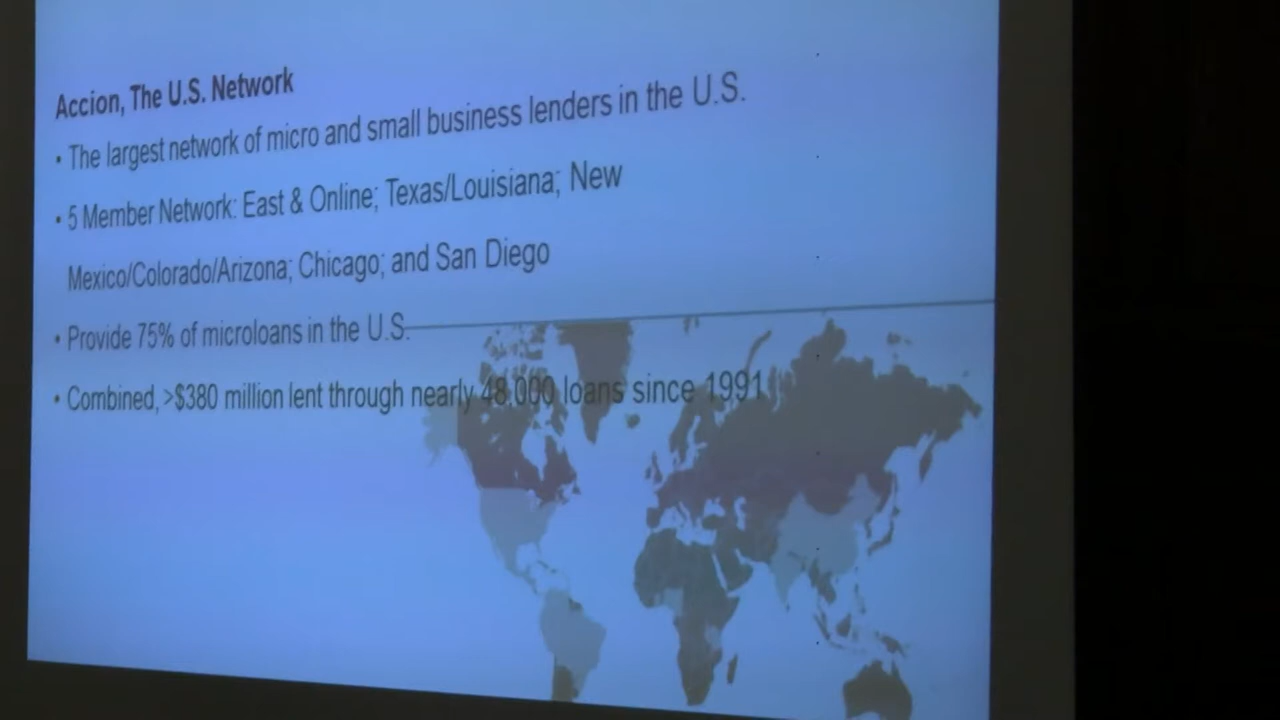 Accion, The U.S. Network
• The largest network of micro and small business lenders in the U.S.
• 5 Member Network: East & Online; Texas/Louisiana; New
Mexico/Colorado/Arizona; Chicago; and San Diego
• Provide 75% of microloans in the U.S.
• Combined, >$380 million lent through nearly 48,000 loans since 1991